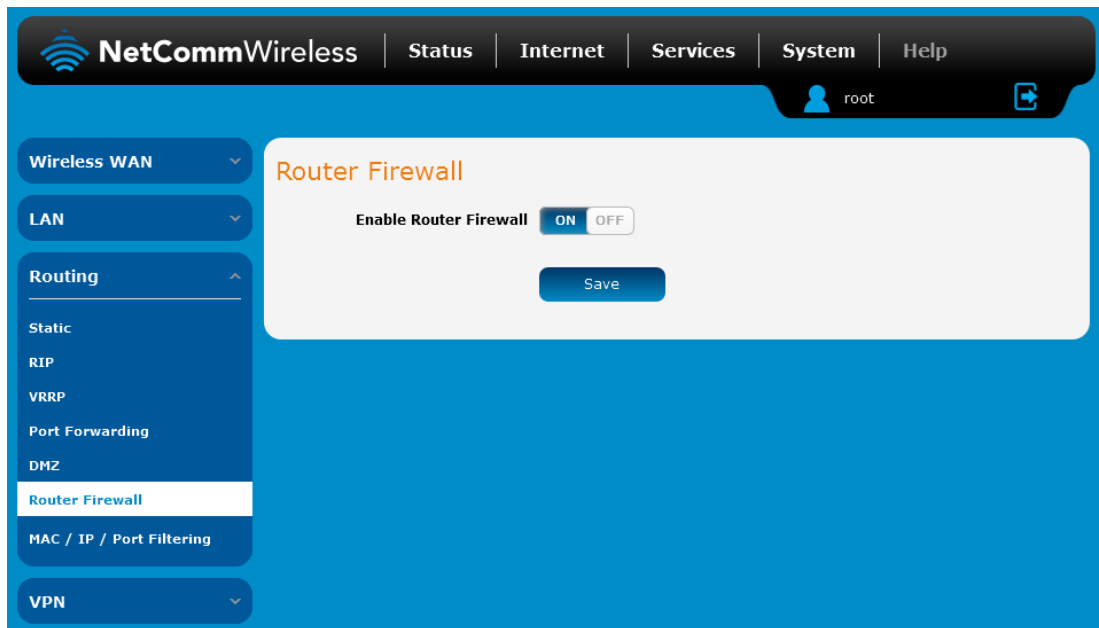 NetCommWireless Status Internet Services System Help
root
Wireless WAN
LAN
Routing
Static
RIP
VRRP
Port Forwarding
DMZ
Router Firewall
MAC / IP / Port Filtering
VPN
Router Firewall
Enable Router Firewall ON OFF
Save